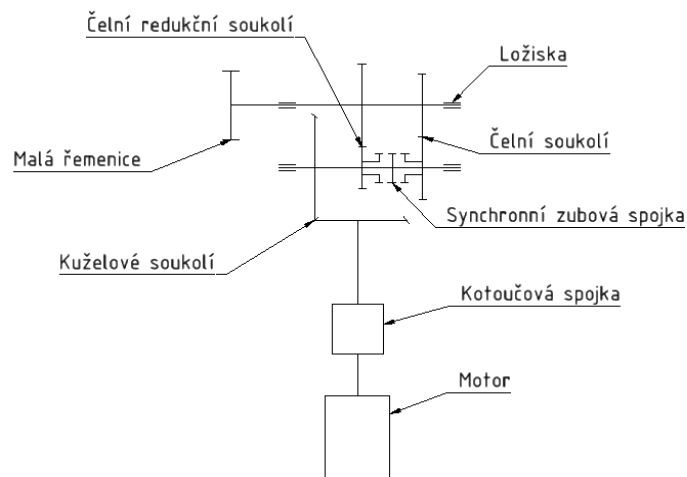 Čelní redukční soukolí
Ložiska
Malá řemenice
Čelní soukolí
Synchronní zubová spojka
Kuželové soukolí
Kotoučová spojka
Motor